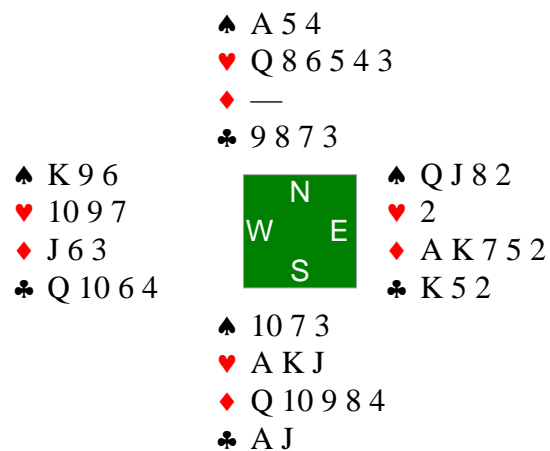 ♠ A 5 4
♥ Q 8 6 5 4 3
♦ —
♣ 9 8 7 3
♠ K 9 6
♥ 10 9 7
♦ J 6 3
♣ Q 10 6 4
N
W E
S
♠ Q J 8 2
♥ 2
♦ A K 7 5 2
♣ K 5 2
♠ 10 7 3
♥ A K J
♦ Q 10 9 8 4
♣ A J